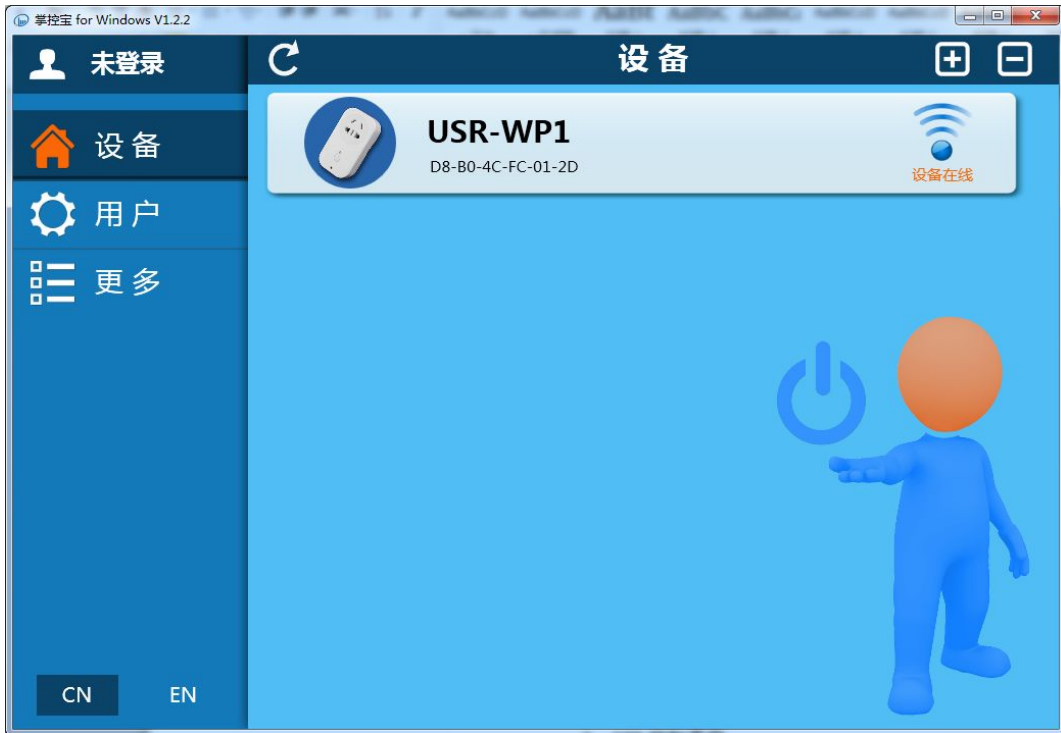 掌控宝 for Windows V1.2.2
未登录
设备
设备
用户
更多
USR-WP1
D8-B0-4C-FC-01-2D
设备在线
CN
EN